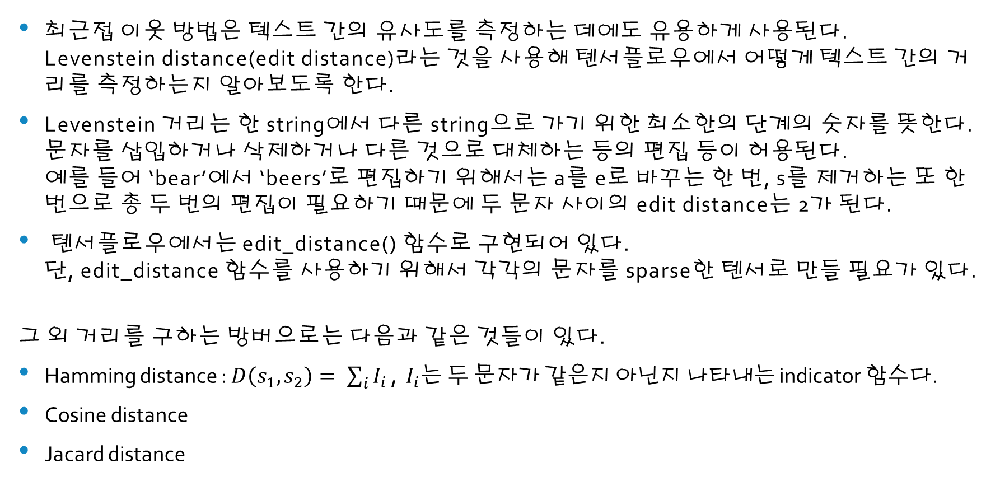 • 최근접 이웃 방법은 텍스트 간의 유사도를 측정하는 데에도 유용하게 사용된다.
Levenstein distance(edit distance)라는 것을 사용해 텐서플로우에서 어떻게 텍스트 간의 거
리를 측정하는지 알아보도록 한다.
• Levenstein 거리는 한 string에서 다른 string으로 가기 위한 최소한의 단계의 숫자를 뜻한다.
문자를 삽입하거나 삭제하거나 다른 것으로 대체하는 등의 편집 등이 허용된다.
예를 들어 ‘bear’에서 ‘beers’로 편집하기 위해서는 a를 e로 바꾸는 한 번, s를 제거하는 또 한
번으로 총 두 번의 편집이 필요하기 때문에 두 문자 사이의 edit distance는 2가 된다.
• 텐서플로우에서는 edit_distance() 함수로 구현되어 있다.
단, edit_distance 함수를 사용하기 위해서 각각의 문자를 sparse한 텐서로 만들 필요가 있다.
그 외 거리를 구하는 방버으로는 다음과 같은 것들이 있다.
• Hamming distance : D(s₁, s₂) = ∑ᵢ Iᵢ , Iᵢ는 두 문자가 같은지 아닌지 나타내는 indicator 함수다.
• Cosine distance
• Jacard distance